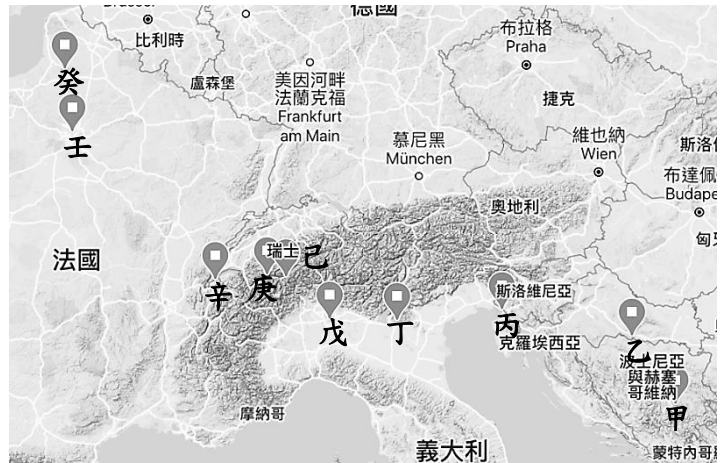 德國
比利時
布拉格
Praha
盧森堡
美因河畔
法蘭克福
Frankfurt
am Main
捷克
癸
壬
慕尼黑
München
維也納
Wien
布達佩
Budape
奧地利
匈牙
法國
瑞士
己
庚
辛
戊
丁
丙
斯洛維尼亞
克羅埃西亞
乙
波士尼亞
與赫塞
哥維納
甲
摩納哥
義大利
蒙特內哥